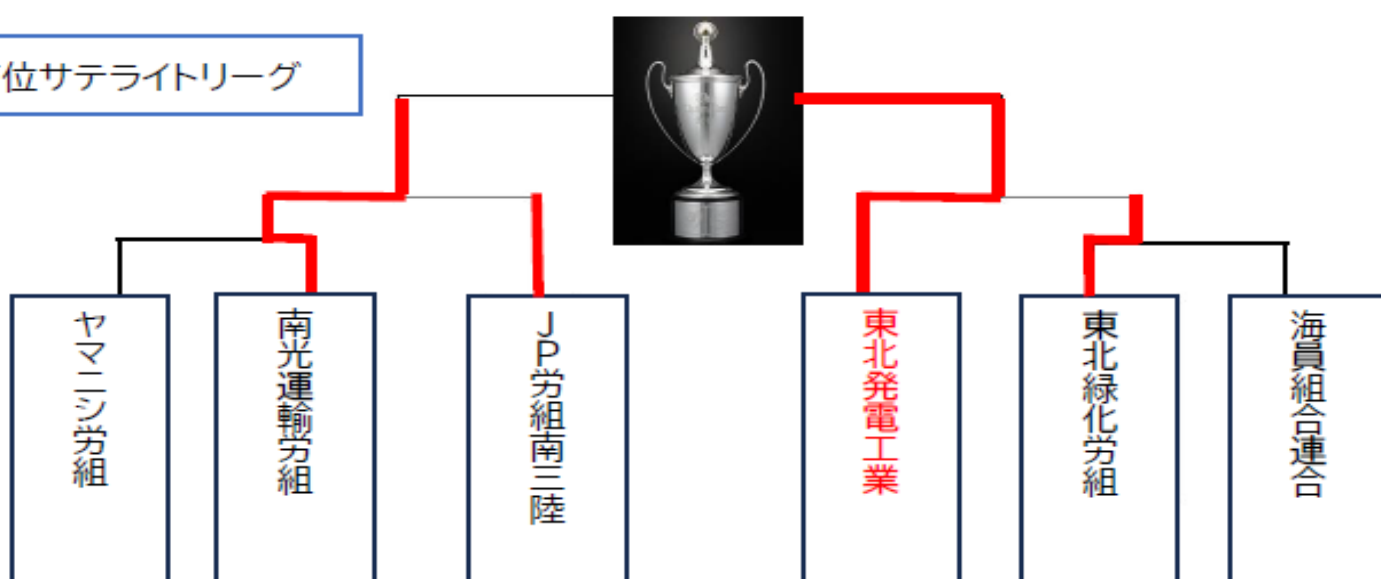 位サテライトリーグ
ヤマニシ労組
南光運輸労組
JP労組南三陸
東北発電工業
東北緑化労組
海員組合連合